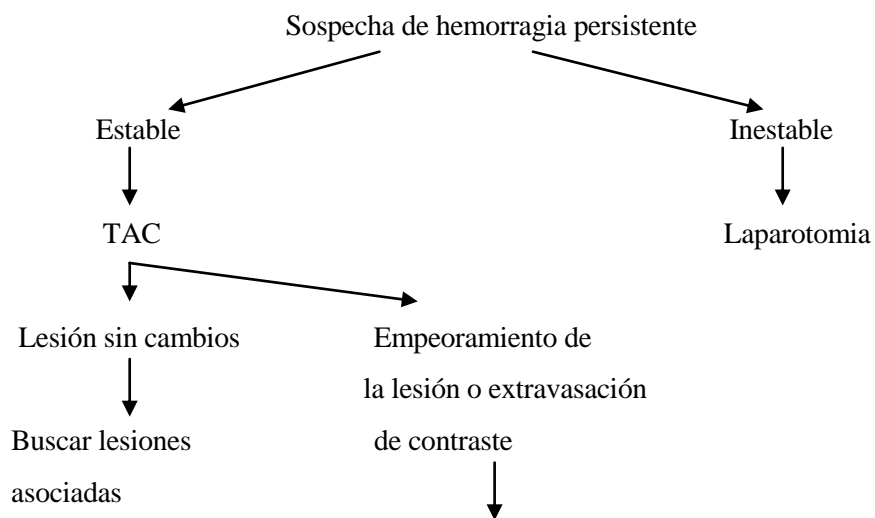 Sospecha de hemorragia persistente
Estable
Inestable
TAC
Laparotomia
Lesión sin cambios
Empeoramiento de
la lesión o extravasación
de contraste
Buscar lesiones
asociadas